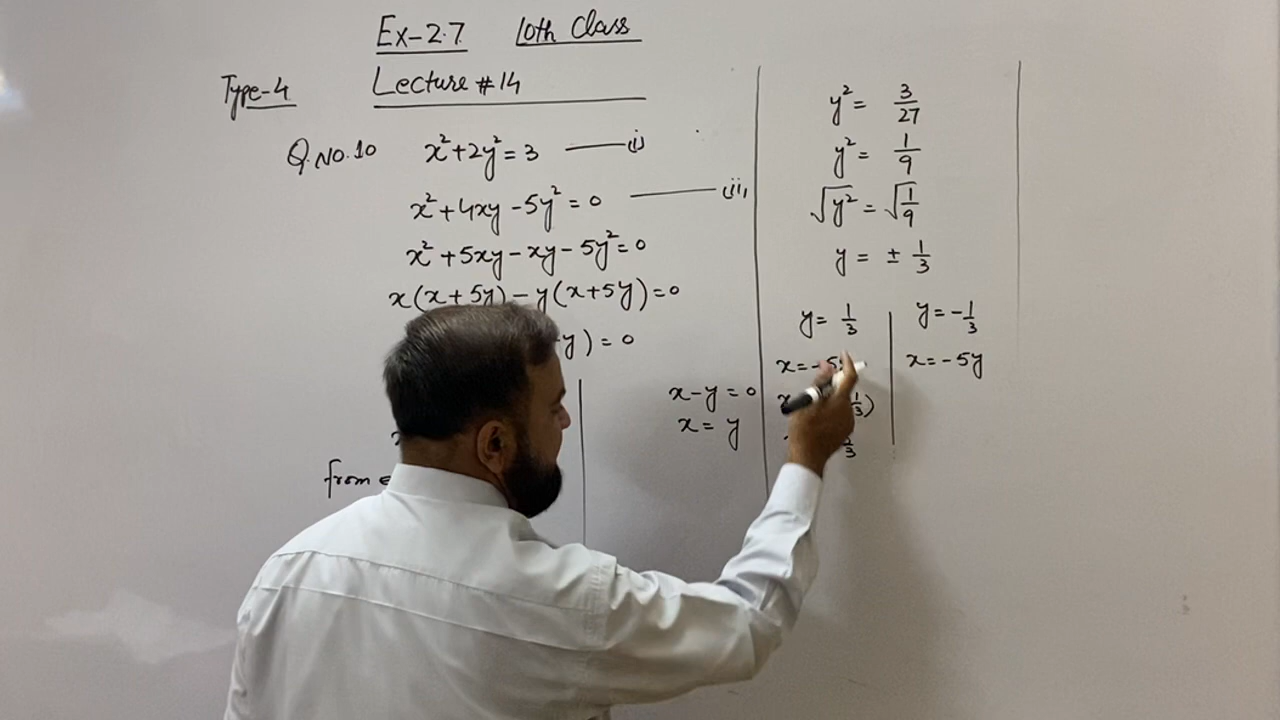 Ex-2.7 10th Class
Lecture #14
Type-4
Q.No.10 x²+2y²=3 ——(i)
x²+4xy-5y²=0 ——(ii)
x²+5xy-xy-5y²=0
x(x+5y)-y(x+5y)=0
y)=0
x-y=0
x=y
from
y²=3/27
y²=1/9
√y²=√1/9
y=±1/3
y=1/3
x=-5
1/3)
y=-1/3
x=-5y